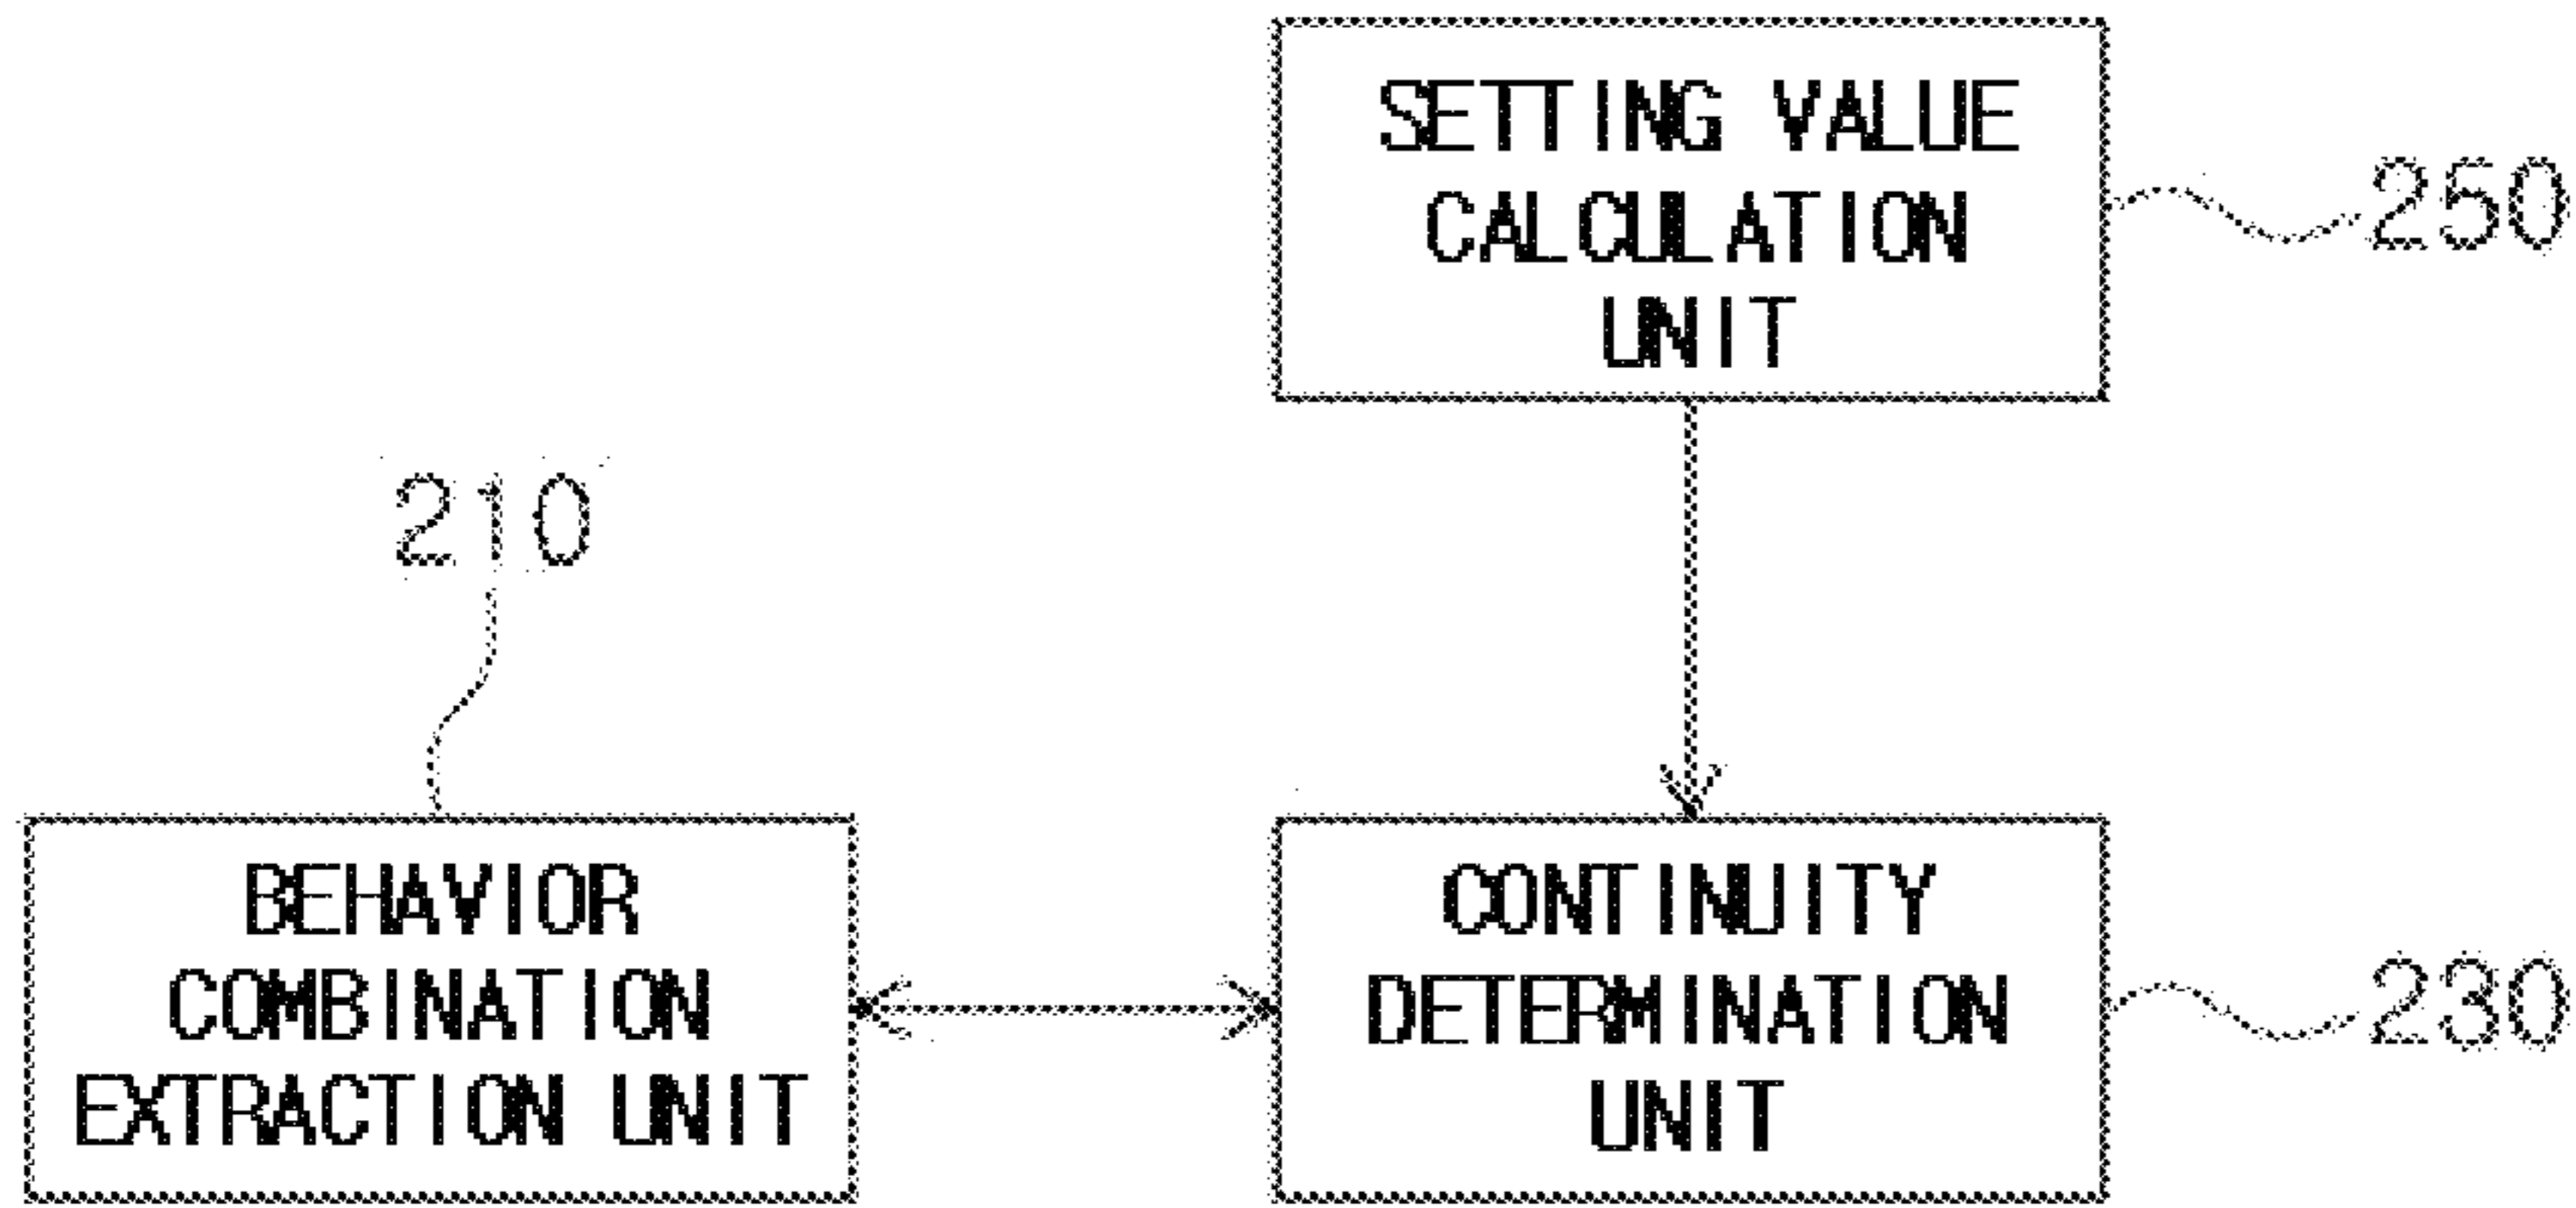 SETTING VALUE
CALCULATION
UNIT
250
210
BEHAVIOR
COMBINATION
EXTRACTION UNIT
CONTINUITY
DETERMINATION
UNIT
230